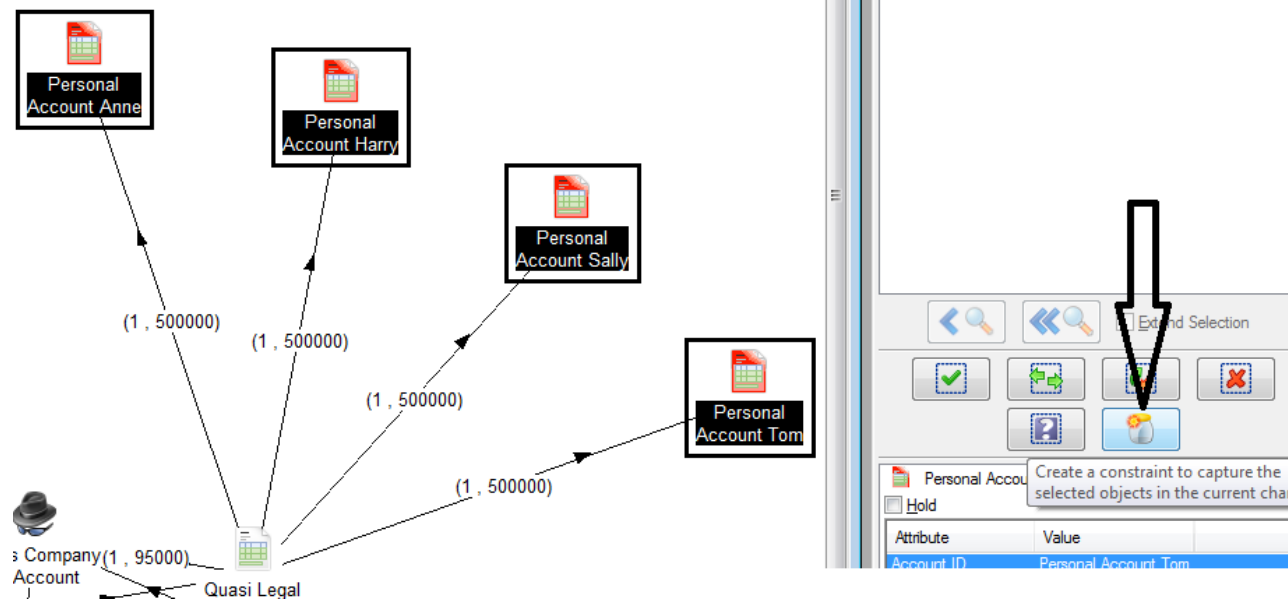 Personal
Account Anne
Personal
Account Harry
Personal
Account Sally
Personal
Account Tom
(1 , 500000)
(1 , 500000)
(1 , 500000)
(1 , 500000)
s Company
Account
(1 , 95000)
Quasi Legal
Extend Selection
Personal Accou
Create a constraint to capture the
selected objects in the current cha
Hold
Attribute Value
Account ID Personal Account Tom